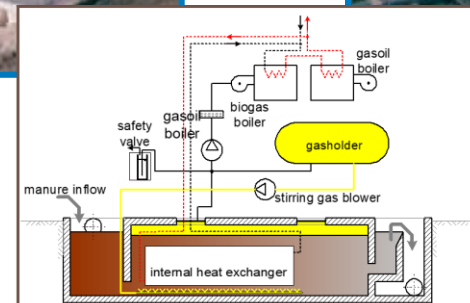 gasoil
boiler
biogas
boiler
gasoil
boiler
safety
valve
gasholder
manure inflow
stirring gas blower
internal heat exchanger